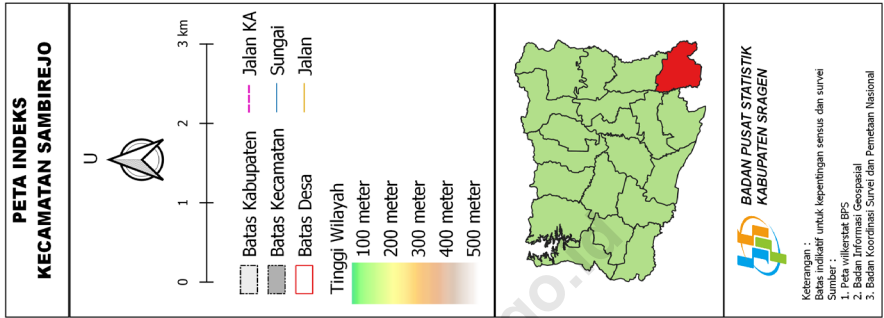 PETA INDEKS
KECAMATAN SAMBIREJO
U
0 1 2 3 km
Batas Kabupaten
Batas Kecamatan
Batas Desa
Jalan KA
Sungai
Jalan
Tinggi Wilayah
100 meter
200 meter
300 meter
400 meter
500 meter
BADAN PUSAT STATISTIK
KABUPATEN SRAGEN
Keterangan :
Batas indikatif untuk kepentingan sensus dan survei
Sumber :
1. Peta wilkerstat BPS
2. Badan Informasi Geospasial
3. Badan Koordinasi Survei dan Pemetaan Nasional